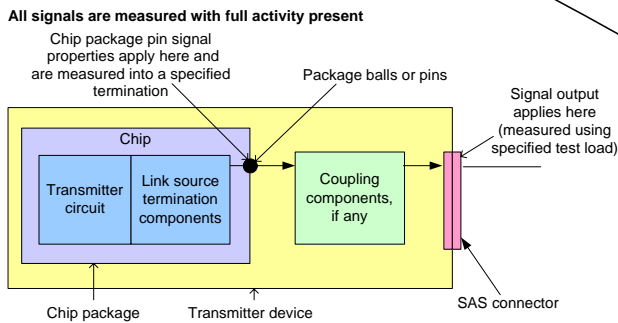 All signals are measured with full activity present
Chip package pin signal
properties apply here and
are measured into a specified
termination
Package balls or pins
Signal output
applies here
(measured using
specified test load)
Chip
Transmitter
circuit
Link source
termination
components
Coupling
components,
if any
Chip package
Transmitter device
SAS connector